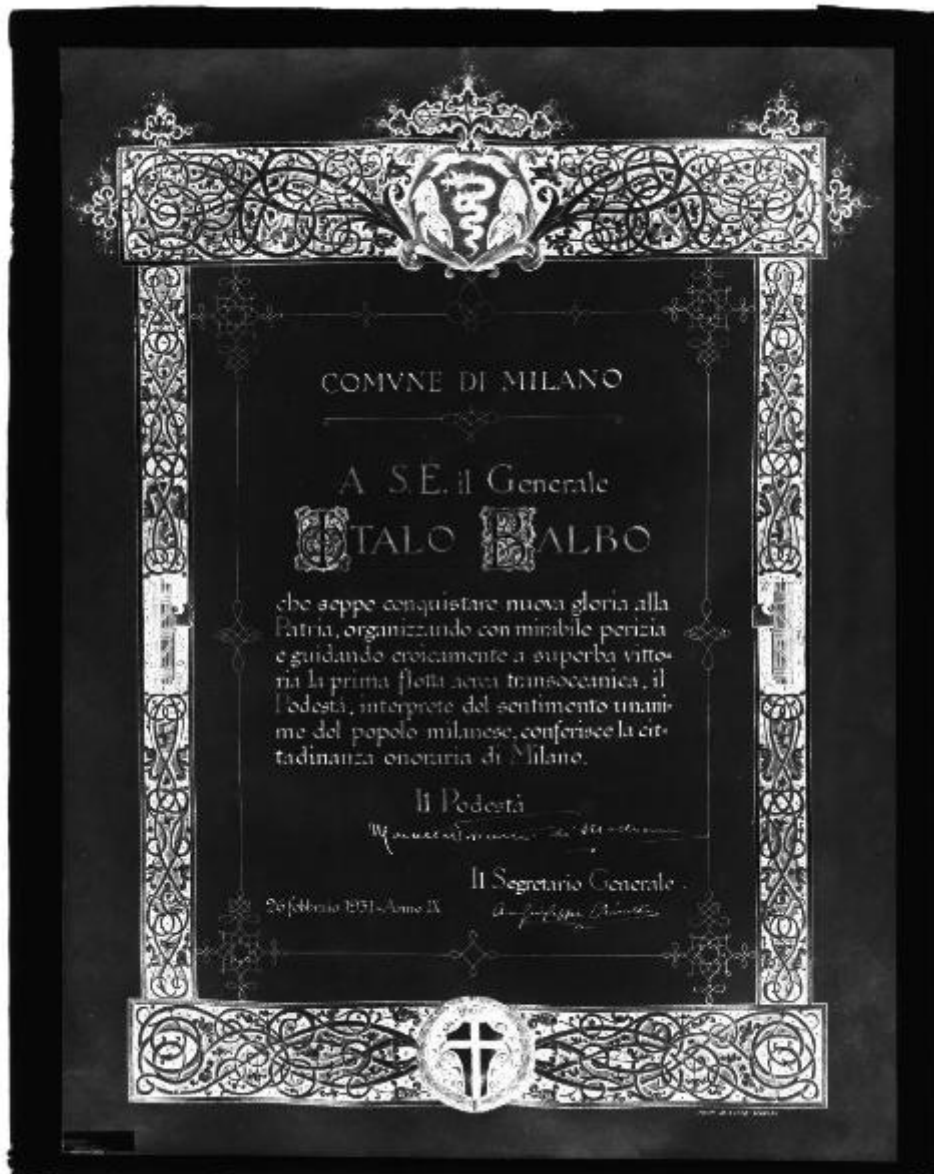 COMVNE DI MILANO
A S.E. il Generale
ITALO BALBO
che seppe conquistare nuova gloria alla
Patria, organizzando con mirabile perizia
e guidando eroicamente a superba vitto-
ria la prima flotta aerea transoceanica, il
Podestà, interprete del sentimento unani-
me del popolo milanese, conferisce la cit-
tadinanza onoraria di Milano.
Il Podestà
Il Segretario Generale
26 febbraio 1931-Anno IX